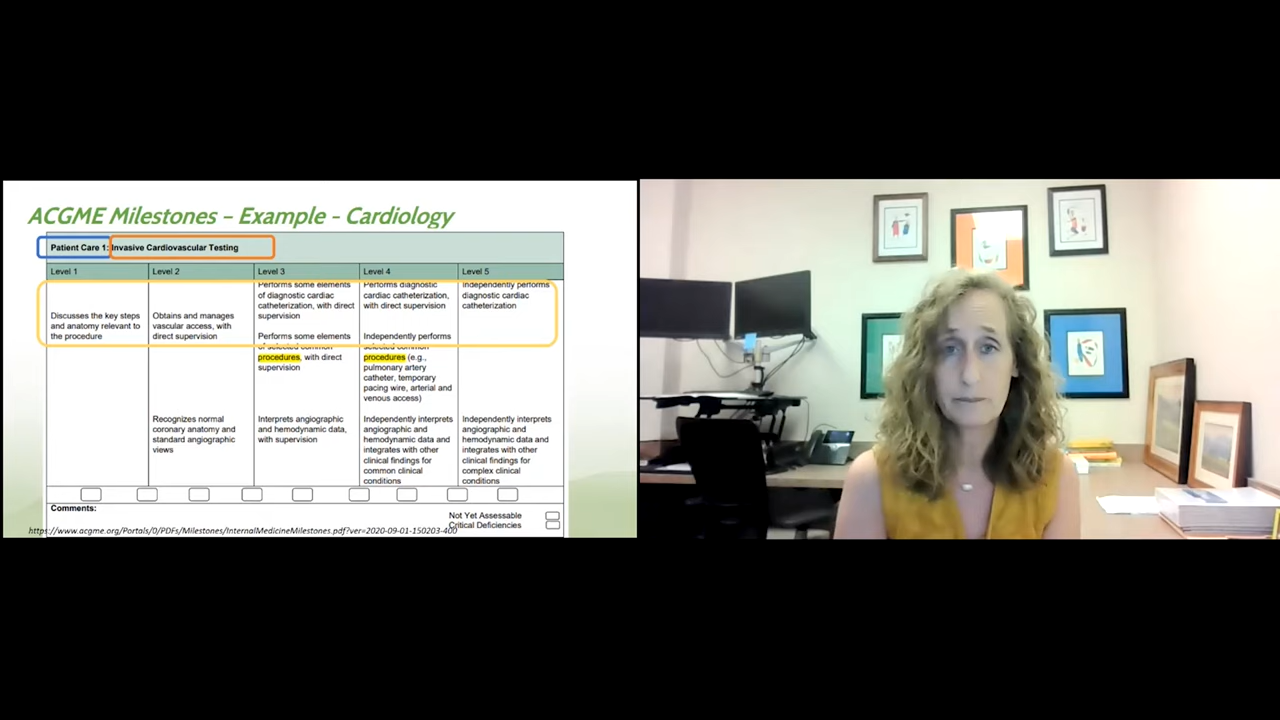 ACGME Milestones – Example - Cardiology
Patient Care 1: Invasive Cardiovascular Testing
Level 1
Level 2
Level 3
Level 4
Level 5
Discusses the key steps
and anatomy relevant to
the procedure
Obtains and manages
vascular access, with
direct supervision
Performs some elements
of diagnostic cardiac
catheterization, with direct
supervision
Performs some elements
of selected common
procedures, with direct
supervision
Performs diagnostic
cardiac catheterization,
with direct supervision
Independently performs
selected common
procedures (e.g.,
pulmonary artery
catheter, temporary
pacing wire, arterial and
venous access)
Independently performs
diagnostic cardiac
catheterization
Recognizes normal
coronary anatomy and
standard angiographic
views
Interprets angiographic
and hemodynamic data,
with supervision
Independently interprets
angiographic and
hemodynamic data and
integrates with other
clinical findings for
common clinical
conditions
Independently interprets
angiographic and
hemodynamic data and
integrates with other
clinical findings for
complex clinical
conditions
Comments:
Not Yet Assessable
Critical Deficiencies
https://www.acgme.org/Portals/0/PDFs/Milestones/InternalMedicineMilestones.pdf?ver=2020-09-01-150203-400